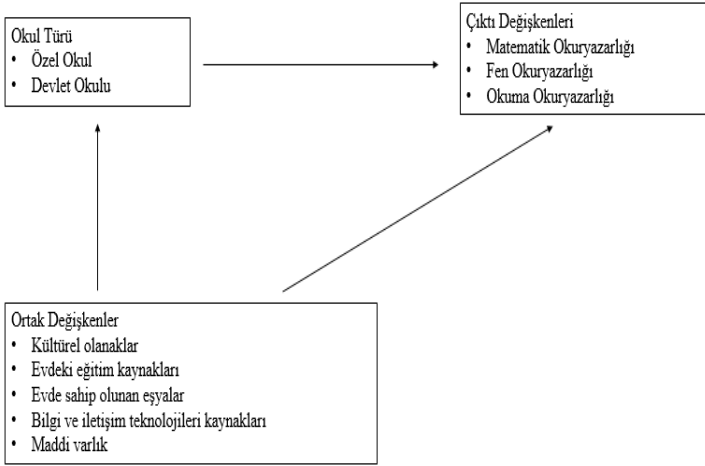 Okul Türü
• Özel Okul
• Devlet Okulu
Çıktı Değişkenleri
• Matematik Okuryazarlığı
• Fen Okuryazarlığı
• Okuma Okuryazarlığı
Ortak Değişkenler
• Kültürel olanaklar
• Evdeki eğitim kaynakları
• Evde sahip olunan eşyalar
• Bilgi ve iletişim teknolojileri kaynakları
• Maddi varlık